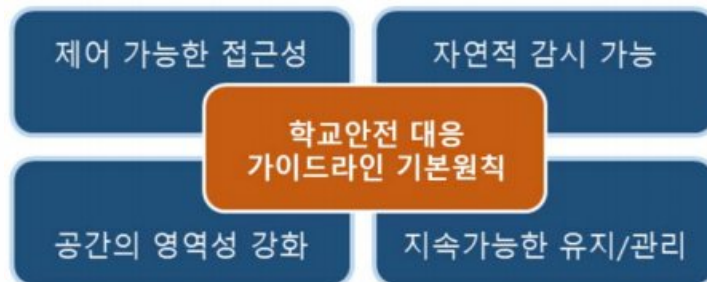 제어 가능한 접근성
자연적 감시 가능
학교안전 대응
가이드라인 기본원칙
공간의 영역성 강화
지속가능한 유지/관리